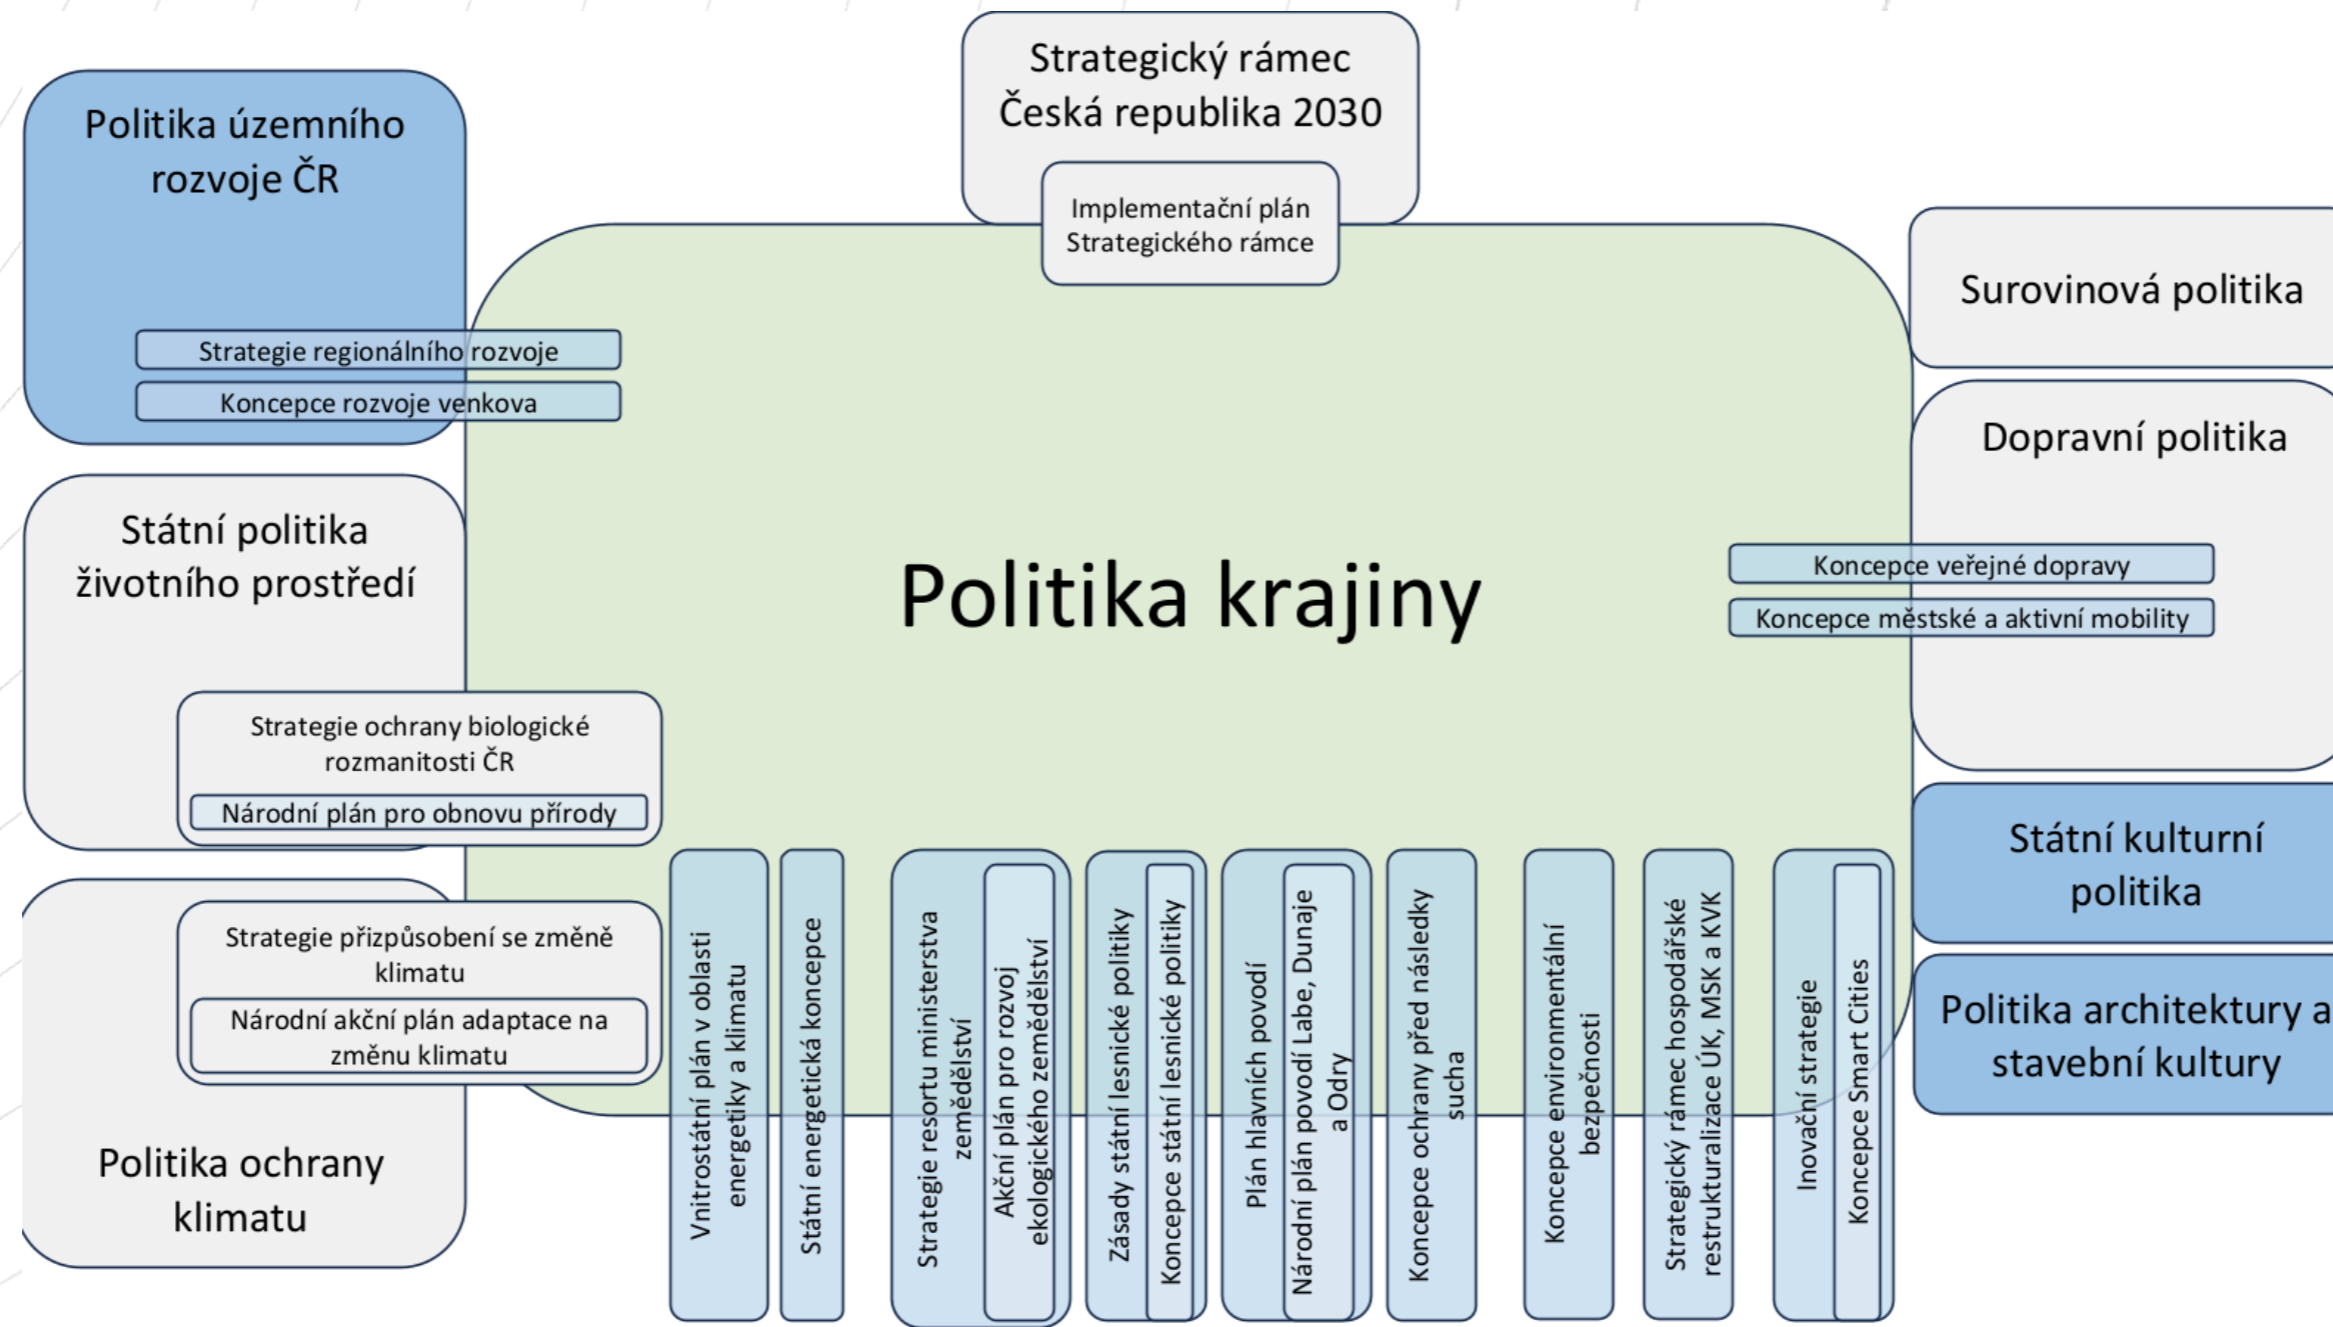 Strategický rámec
Česká republika 2030
Implementační plán
Strategického rámce
Politika územního
rozvoje ČR
Strategie regionálního rozvoje
Koncepce rozvoje venkova
Státní politika
životního prostředí
Strategie ochrany biologické
rozmanitosti ČR
Národní plán pro obnovu přírody
Strategie přizpůsobení se změně
klimatu
Národní akční plán adaptace na
změnu klimatu
Politika ochrany
klimatu
Politika krajiny
Surovinová politika
Dopravní politika
Koncepce veřejné dopravy
Koncepce městské a aktivní mobility
Státní kulturní
politika
Politika architektury a
stavební kultury
Vnitrostátní plán v oblasti
energetiky a klimatu
Státní energetická koncepce
Strategie resortu ministerstva
zemědělství
Akční plán pro rozvoj
ekologického zemědělství
Zásady státní lesnické politiky
Koncepce státní lesnické politiky
Plán hlavních povodí
Národní plán povodí Labe, Dunaje
a Odry
Koncepce ochrany před následky
sucha
Koncepce environmentální
bezpečnosti
Strategický rámec hospodářské
restrukturalizace ÚK, MSK a KVK
Inovační strategie
Koncepce Smart Cities